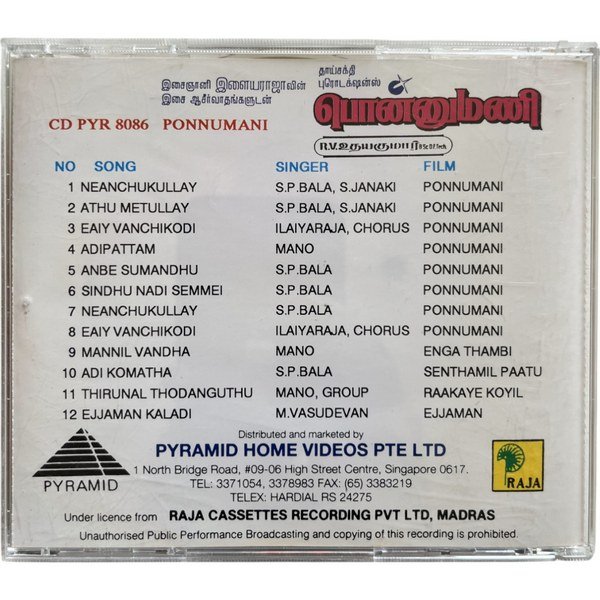 இசைஞானி இளையராஜாவின்
இசை ஆசீர்வாதங்களுடன்
தாய்சக்தி
புரொடக்ஷன்ஸ்
பொன்னுமணி
R.V.உதயகுமார் BSc D.F.Tech.
CD PYR 8086 PONNUMANI
NO SONG SINGER FILM
1 NEANCHUKULLAY S.P.BALA, S.JANAKI PONNUMANI
2 ATHU METULLAY S.P.BALA, S.JANAKI PONNUMANI
3 EAIY VANCHIKODI ILAIYARAJA, CHORUS PONNUMANI
4 ADIPATTAM MANO PONNUMANI
5 ANBE SUMANDHU S.P.BALA PONNUMANI
6 SINDHU NADI SEMMEI S.P.BALA PONNUMANI
7 NEANCHUKULLAY S.P.BALA PONNUMANI
8 EAIY VANCHIKODI ILAIYARAJA, CHORUS PONNUMANI
9 MANNIL VANDHA MANO ENGA THAMBI
10 ADI KOMATHA S.P.BALA SENTHAMIL PAATU
11 THIRUNAL THODANGUTHU MANO, GROUP RAAKAYE KOYIL
12 EJJAMAN KALADI M.VASUDEVAN EJJAMAN
Distributed and marketed by
PYRAMID HOME VIDEOS PTE LTD
1 North Bridge Road, #09-06 High Street Centre, Singapore 0617.
TEL: 3371054, 3378983 FAX: (65) 3383219
TELEX: HARDIAL RS 24275
PYRAMID
RAJA
Under licence from RAJA CASSETTES RECORDING PVT LTD, MADRAS
Unauthorised Public Performance Broadcasting and copying of this recording is prohibited.